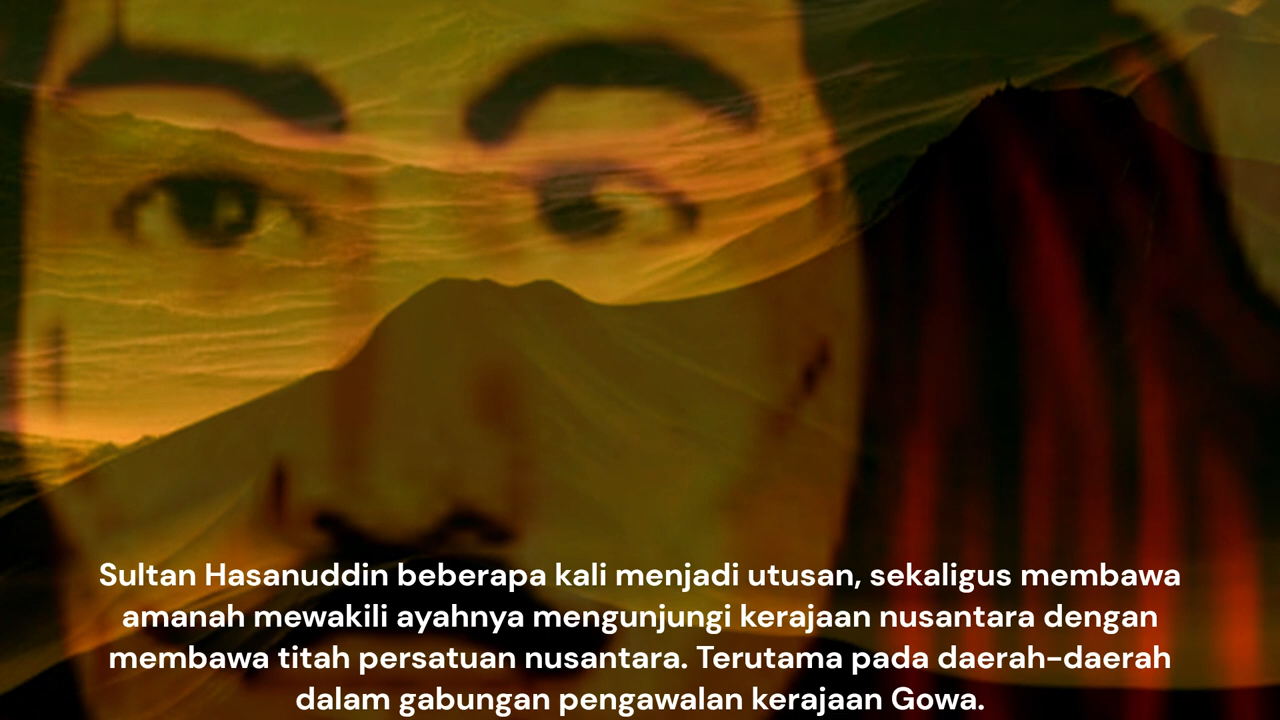 Sultan Hasanuddin beberapa kali menjadi utusan, sekaligus membawa
amanah mewakili ayahnya mengunjungi kerajaan nusantara dengan
membawa titah persatuan nusantara. Terutama pada daerah-daerah
dalam gabungan pengawalan kerajaan Gowa.